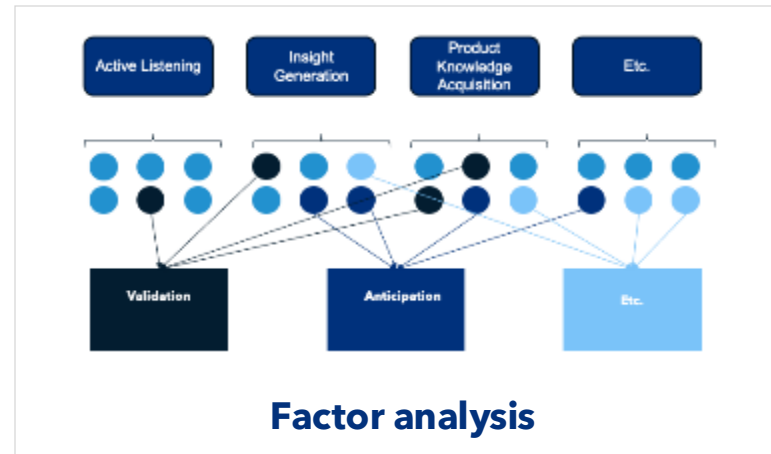 Active Listening
Insight
Generation
Product
Knowledge
Acquisition
Etc.
Validation
Anticipation
Etc.
Factor analysis